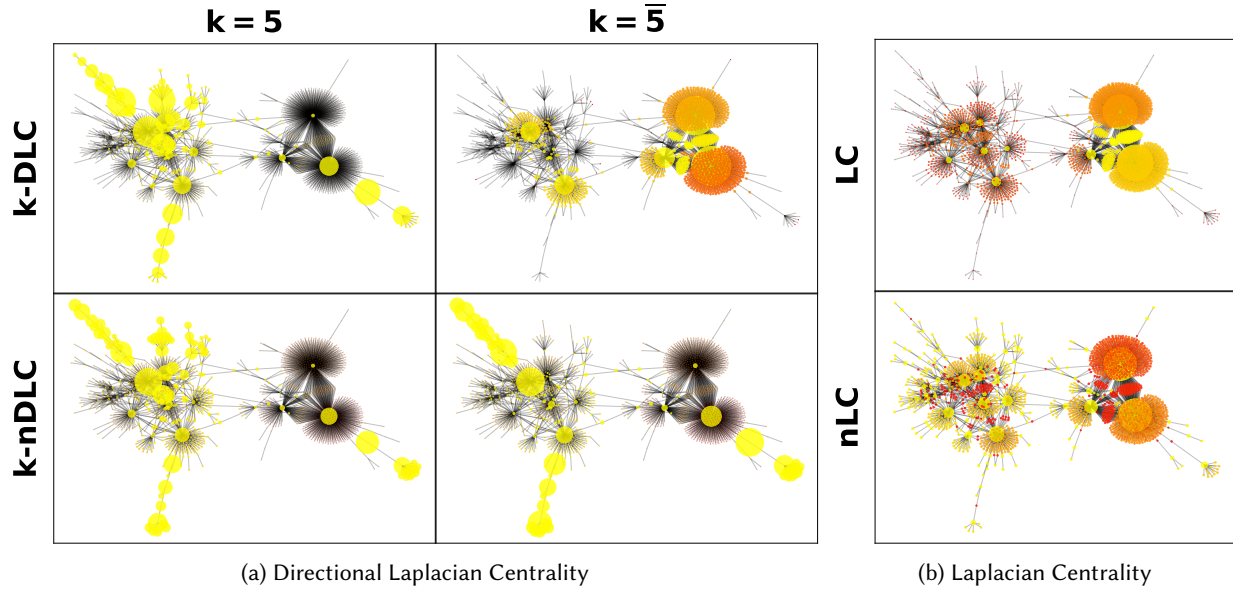 k = 5
k = 5̅
k-DLC
LC
k-nDLC
nLC
(a) Directional Laplacian Centrality
(b) Laplacian Centrality